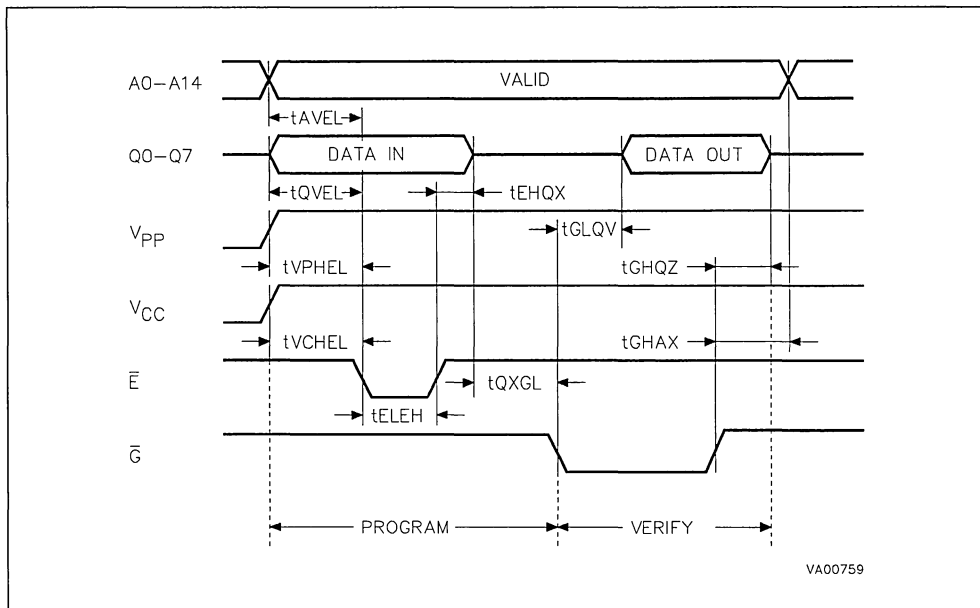 A0-A14
VALID
tAVEL
Q0-Q7
DATA IN
DATA OUT
tQVEL
tEHQX
VPP
tGLQV
tVPHEL
tGHQZ
VCC
tVCHEL
tGHAX
E̅
tQXGL
tELEH
G̅
PROGRAM
VERIFY
VA00759